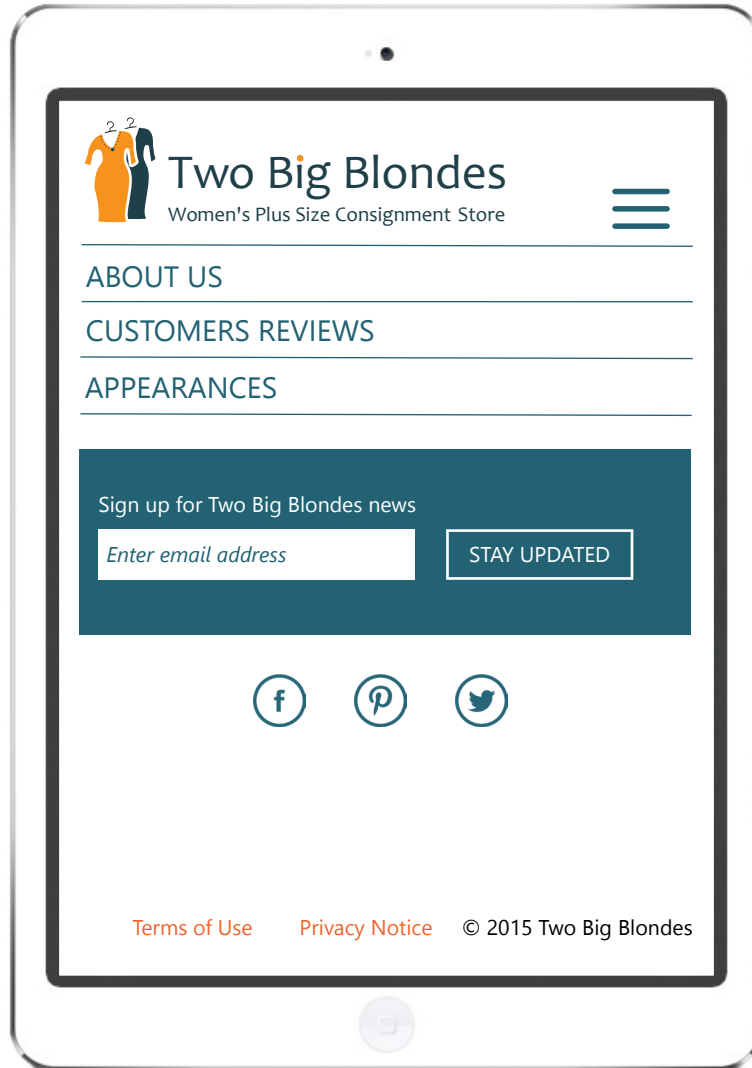 Two Big Blondes
Women's Plus Size Consignment Store
ABOUT US
CUSTOMERS REVIEWS
APPEARANCES
Sign up for Two Big Blondes news
Enter email address STAY UPDATED
Terms of Use Privacy Notice © 2015 Two Big Blondes